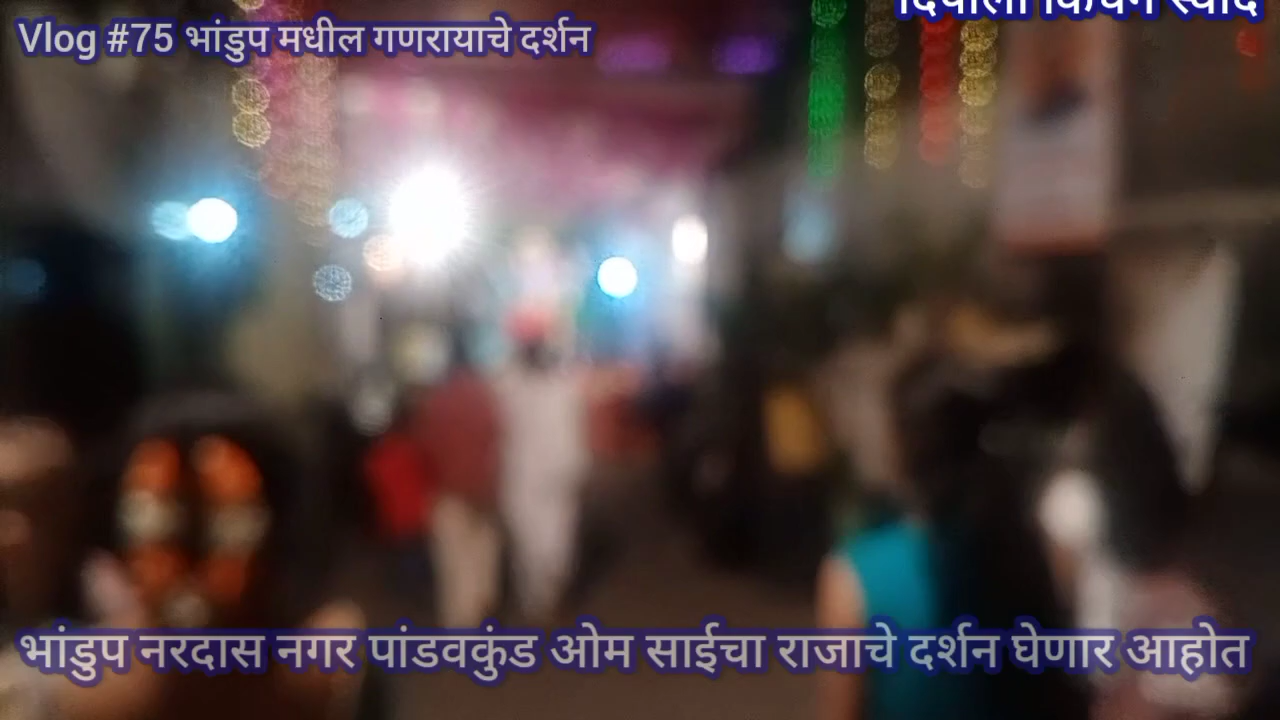 Vlog #75 भांडुप मधील गणरायाचे दर्शन
भांडुप नरदास नगर पांडवकुंड ओम साईचा राजाचे दर्शन घेणार आहोत